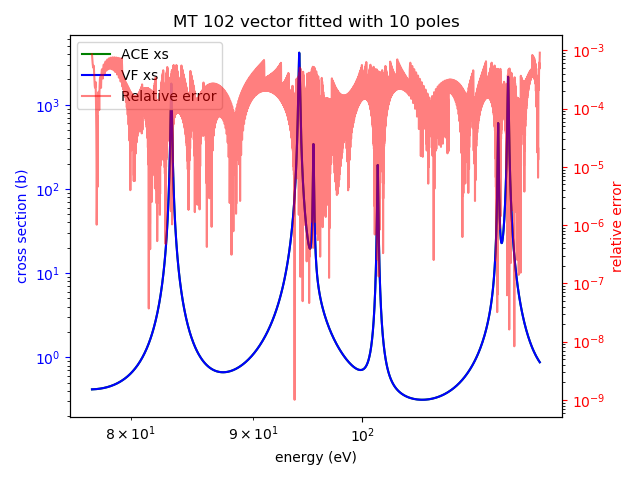 MT 102 vector fitted with 10 poles
ACE xs
VF xs
Relative error
cross section (b)
10³
10²
10¹
10⁰
10⁻³
10⁻⁴
10⁻⁵
10⁻⁶
10⁻⁷
10⁻⁸
10⁻⁹
relative error
8 × 10¹ 9 × 10¹ 10²
energy (eV)